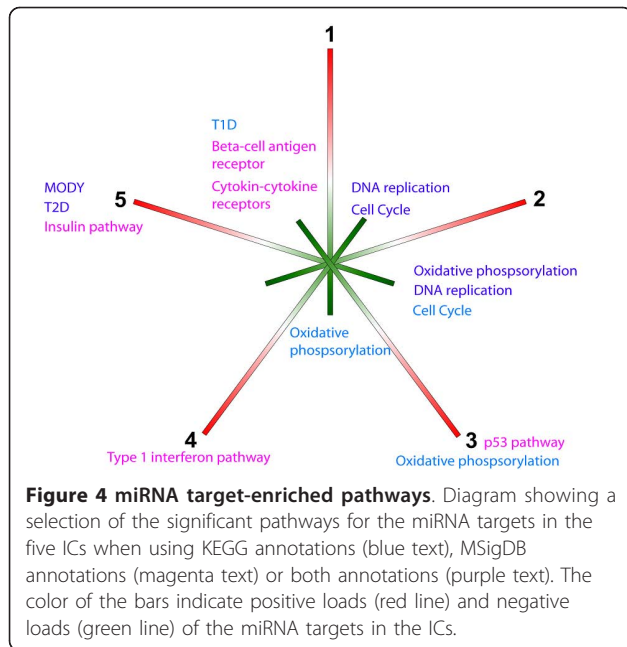 1
T1D
Beta-cell antigen
receptor
Cytokin-cytokine
receptors
DNA replication
Cell Cycle
MODY
T2D
Insulin pathway
5
2
Oxidative phospsorylation
DNA replication
Cell Cycle
Oxidative
phospsorylation
4
Type 1 interferon pathway
3 p53 pathway
Oxidative phospsorylation
Figure 4 miRNA target-enriched pathways. Diagram showing a
selection of the significant pathways for the miRNA targets in the
five ICs when using KEGG annotations (blue text), MSigDB
annotations (magenta text) or both annotations (purple text). The
color of the bars indicate positive loads (red line) and negative
loads (green line) of the miRNA targets in the ICs.